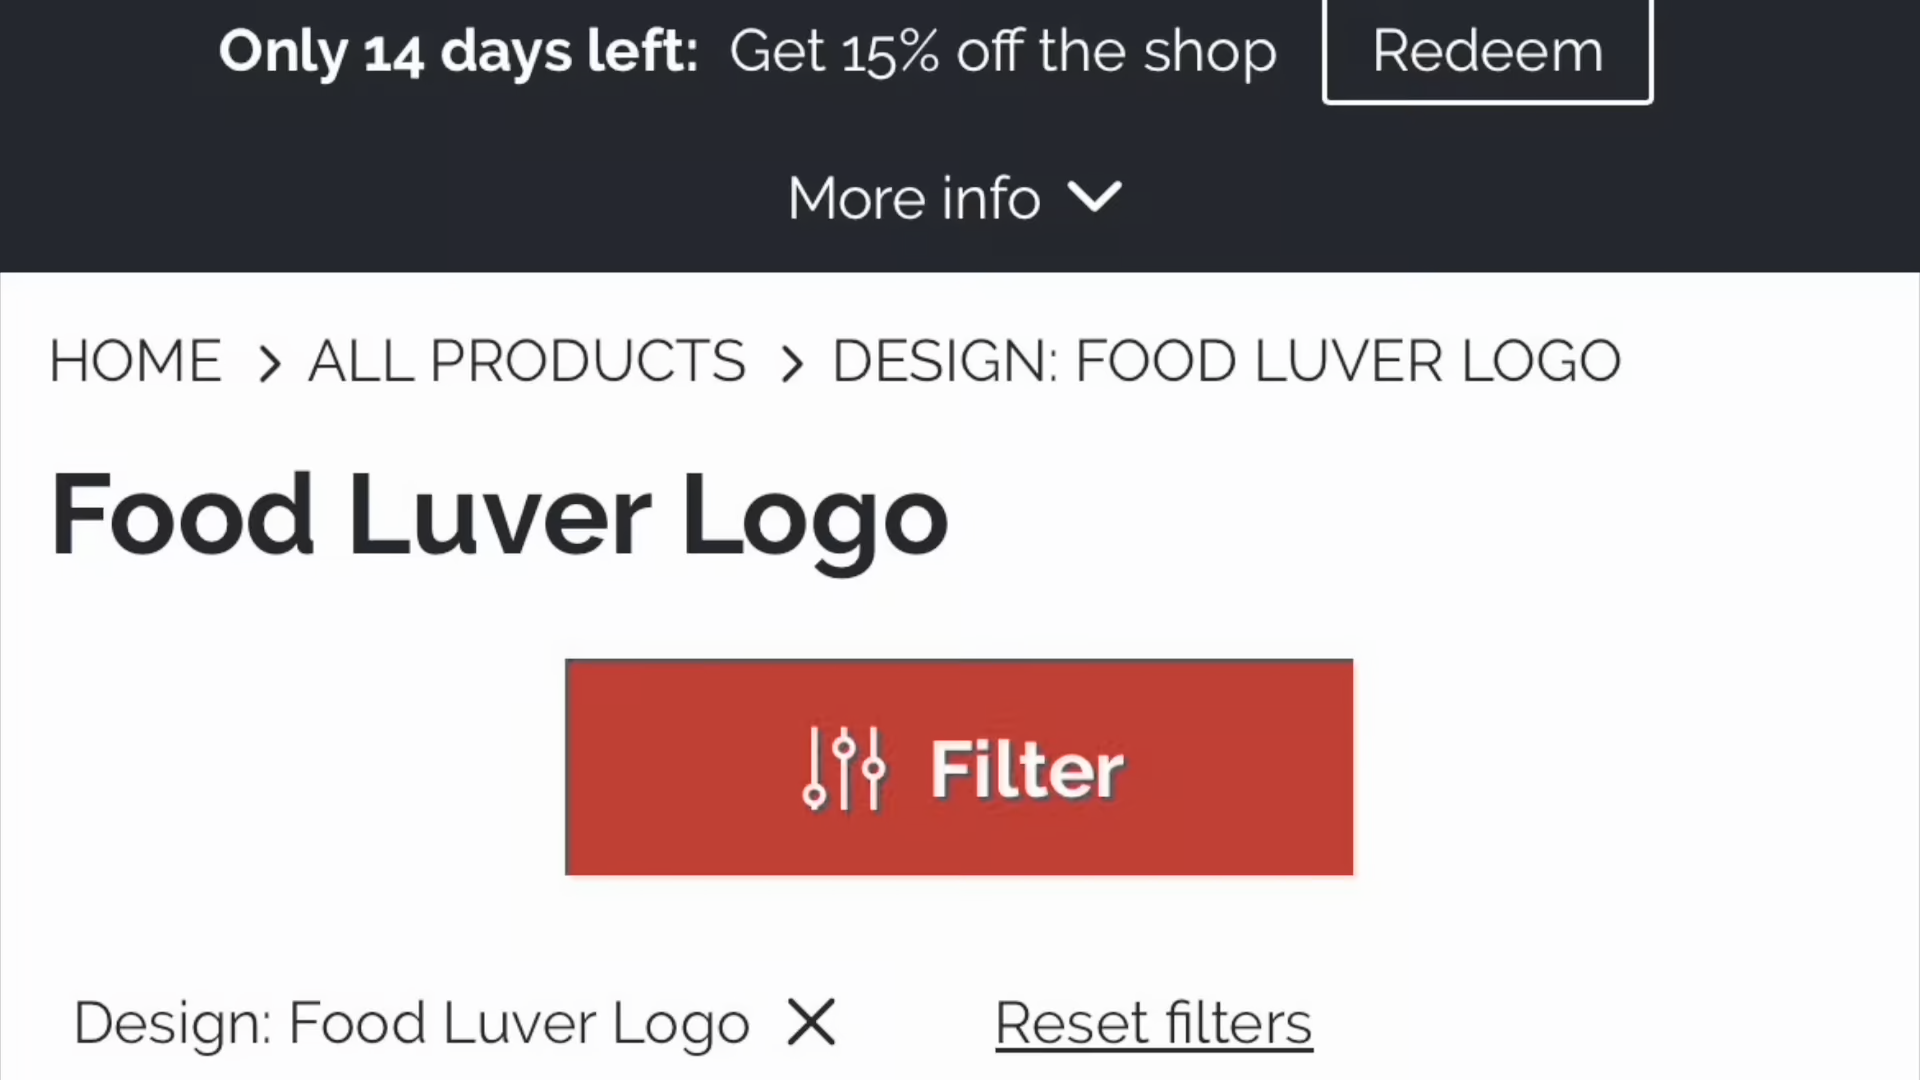 Only 14 days left: Get 15% off the shop Redeem
More info
HOME > ALL PRODUCTS > DESIGN: FOOD LUVER LOGO
Food Luver Logo
Filter
Design: Food Luver Logo Reset filters